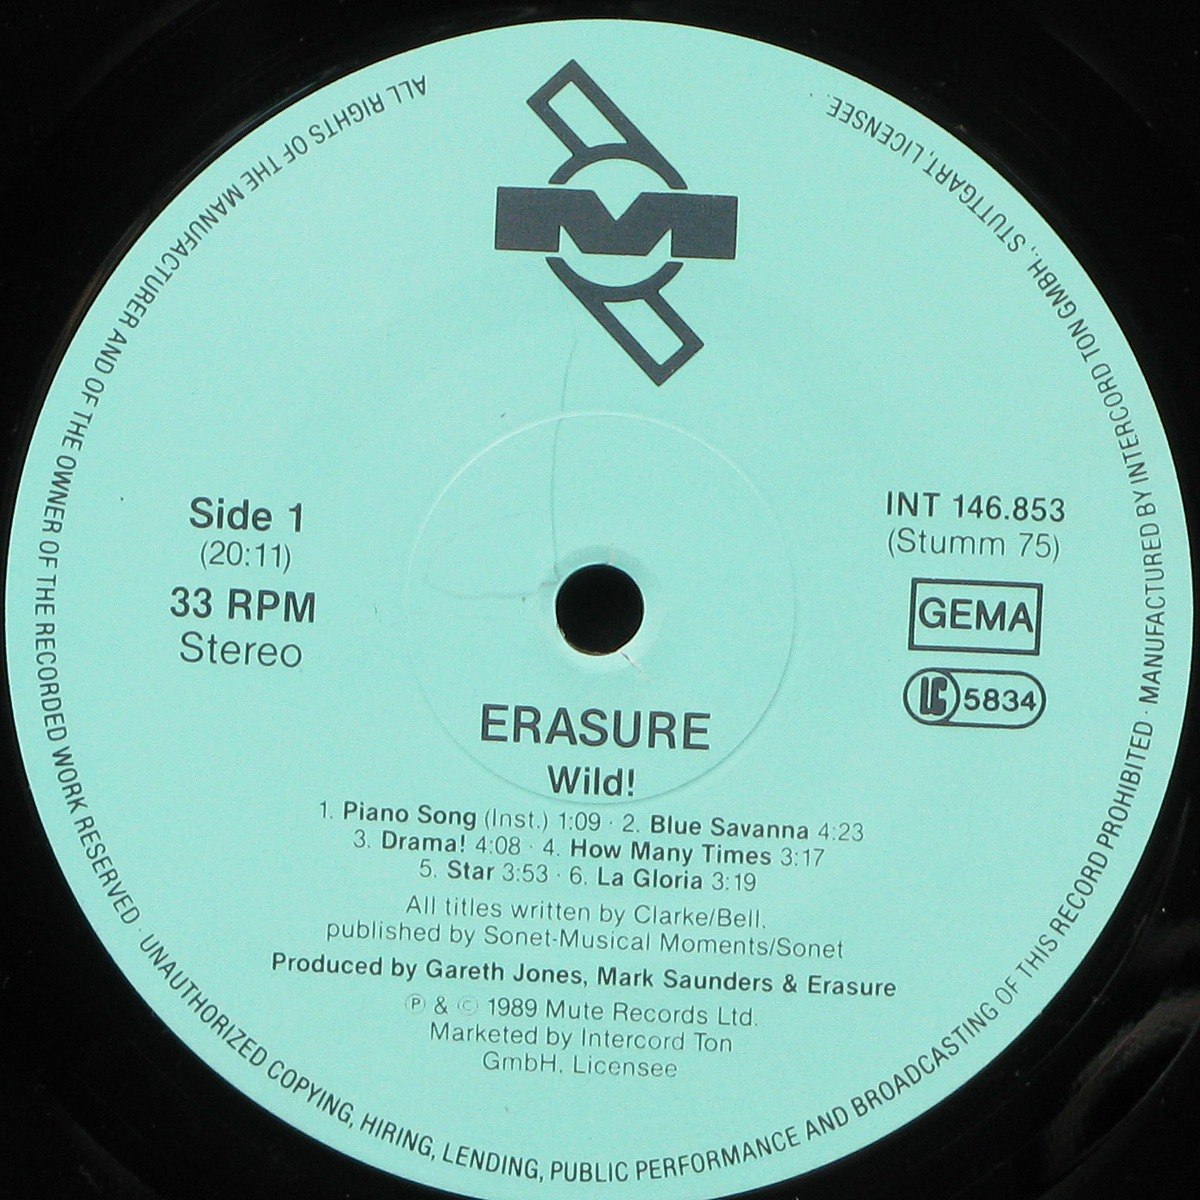 Side 1
(20:11)
33 RPM
Stereo
INT 146.853
(Stumm 75)
GEMA
LC 5834
ERASURE
Wild!
1. Piano Song (Inst.) 1:09 · 2. Blue Savanna 4:23
3. Drama! 4:08 · 4. How Many Times 3:17
5. Star 3:53 · 6. La Gloria 3:19
All titles written by Clarke/Bell.
published by Sonet-Musical Moments/Sonet
Produced by Gareth Jones, Mark Saunders & Erasure
℗ & © 1989 Mute Records Ltd.
Marketed by Intercord Ton
GmbH. Licensee
ALL RIGHTS OF THE MANUFACTURER AND OF THE OWNER OF THE RECORDED WORK RESERVED · UNAUTHORIZED COPYING, HIRING, LENDING, PUBLIC PERFORMANCE AND BROADCASTING OF THIS RECORD PROHIBITED · MANUFACTURED BY INTERCORD TON GMBH., STUTTGART, LICENSEE.